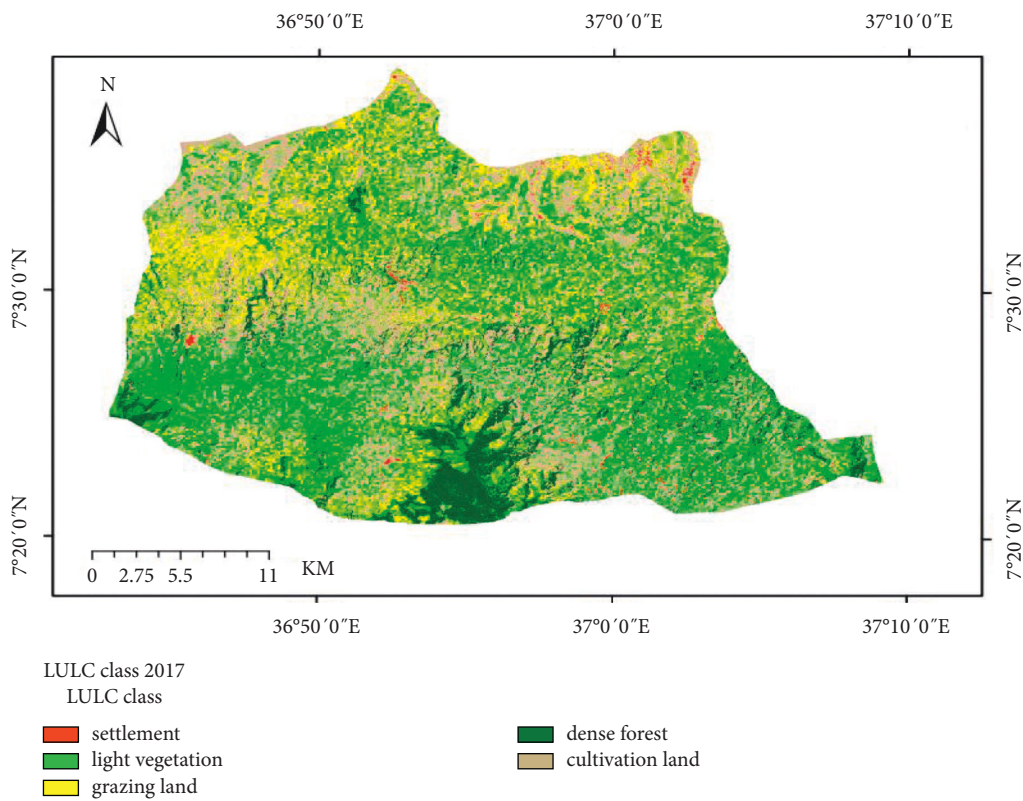 36°50′0″E 37°0′0″E 37°10′0″E
N
7°30′0″N 7°30′0″N
7°20′0″N 7°20′0″N
0 2.75 5.5 11 KM
36°50′0″E 37°0′0″E 37°10′0″E
LULC class 2017
LULC class
settlement dense forest
light vegetation cultivation land
grazing land